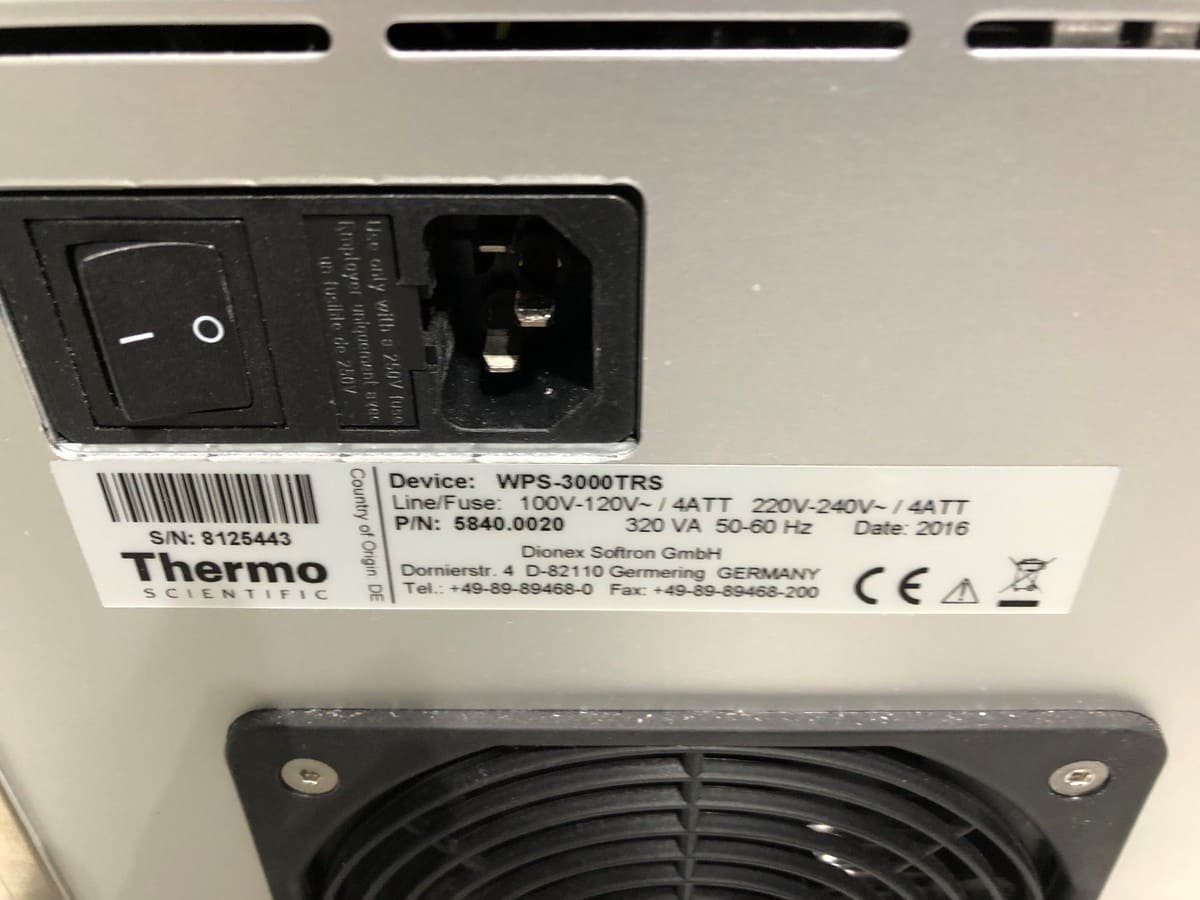 I O
Use only with a 250V fuse
Employer uniquement avec
un fusible de 250V
S/N: 8125443
Thermo
SCIENTIFIC
Country of Origin DE
Device: WPS-3000TRS
Line/Fuse: 100V-120V~ / 4ATT 220V-240V~ / 4ATT
P/N: 5840.0020 320 VA 50-60 Hz Date: 2016
Dionex Softron GmbH
Dornierstr. 4 D-82110 Germering GERMANY
Tel.: +49-89-89468-0 Fax: +49-89-89468-200
CE